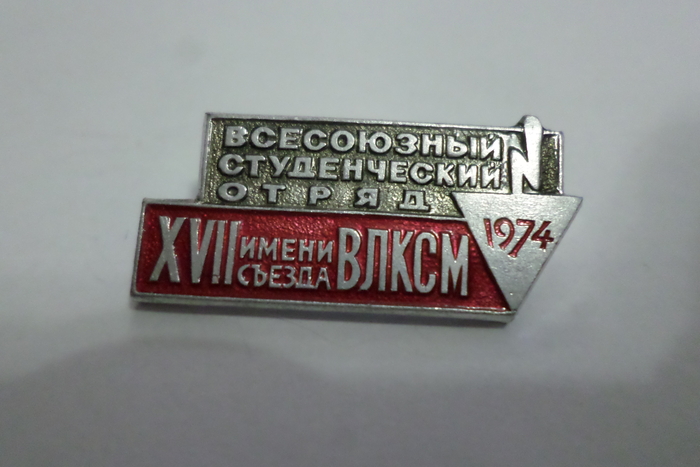 ВСЕСОЮЗНЫЙ
СТУДЕНЧЕСКИЙ
ОТРЯД
XVII ИМЕНИ СЪЕЗДА ВЛКСМ
1974